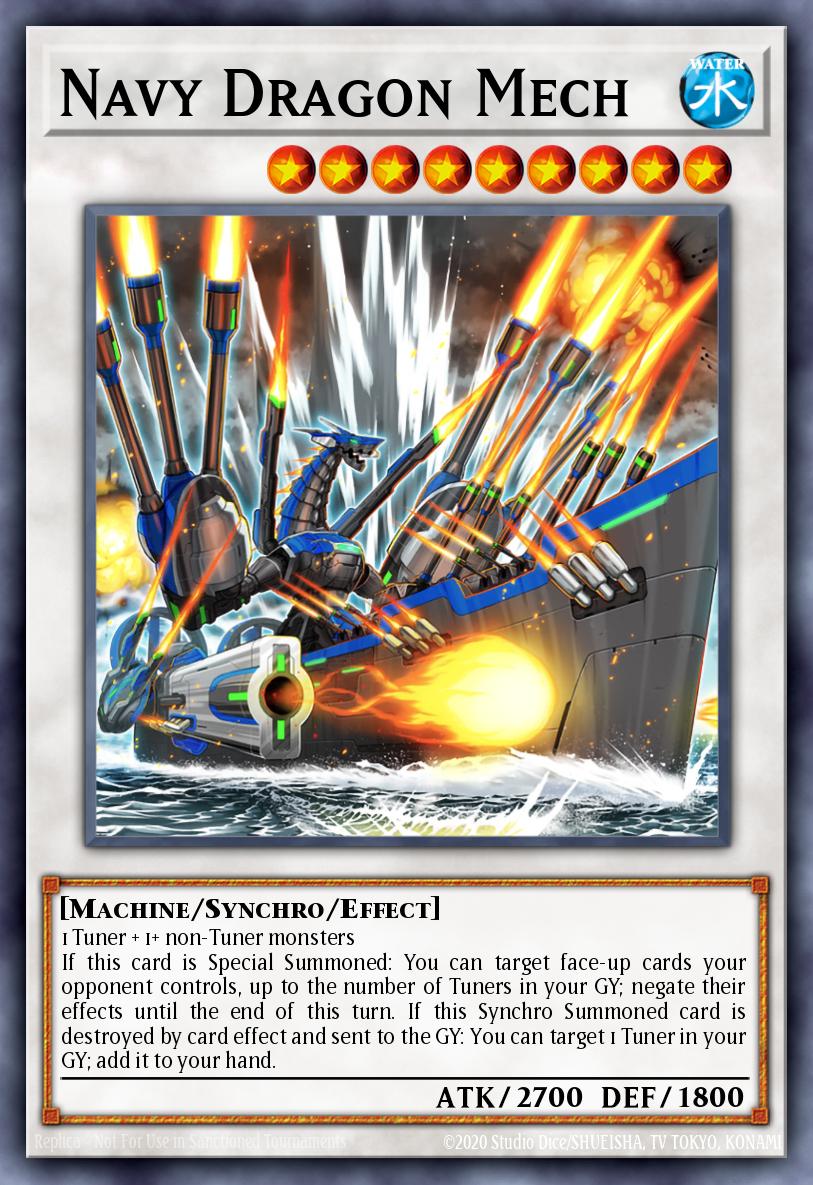 Navy Dragon Mech
WATER
水
[Machine/Synchro/Effect]
1 Tuner + 1+ non-Tuner monsters
If this card is Special Summoned: You can target face-up cards your
opponent controls, up to the number of Tuners in your GY; negate their
effects until the end of this turn. If this Synchro Summoned card is
destroyed by card effect and sent to the GY: You can target 1 Tuner in your
GY; add it to your hand.
ATK/2700 DEF/1800
Replica - Not For Use in Sanctioned Tournaments
©2020 Studio Dice/SHUEISHA, TV TOKYO, KONAMI